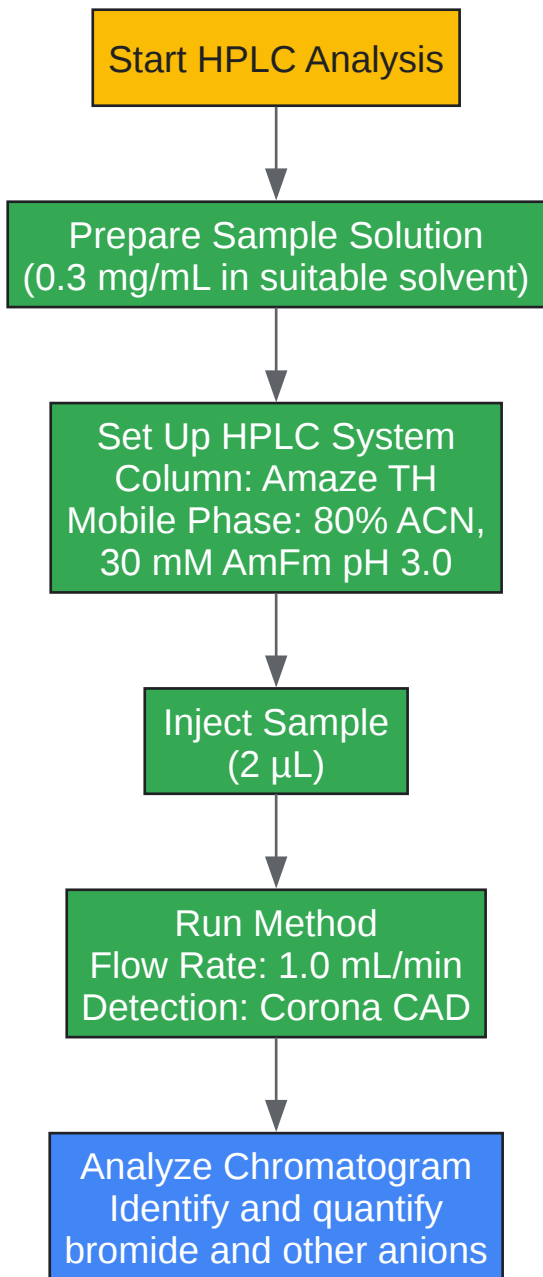 Start HPLC Analysis
Prepare Sample Solution
(0.3 mg/mL in suitable solvent)
Set Up HPLC System
Column: Amaze TH
Mobile Phase: 80% ACN,
30 mM AmFm pH 3.0
Inject Sample
(2 µL)
Run Method
Flow Rate: 1.0 mL/min
Detection: Corona CAD
Analyze Chromatogram
Identify and quantify
bromide and other anions